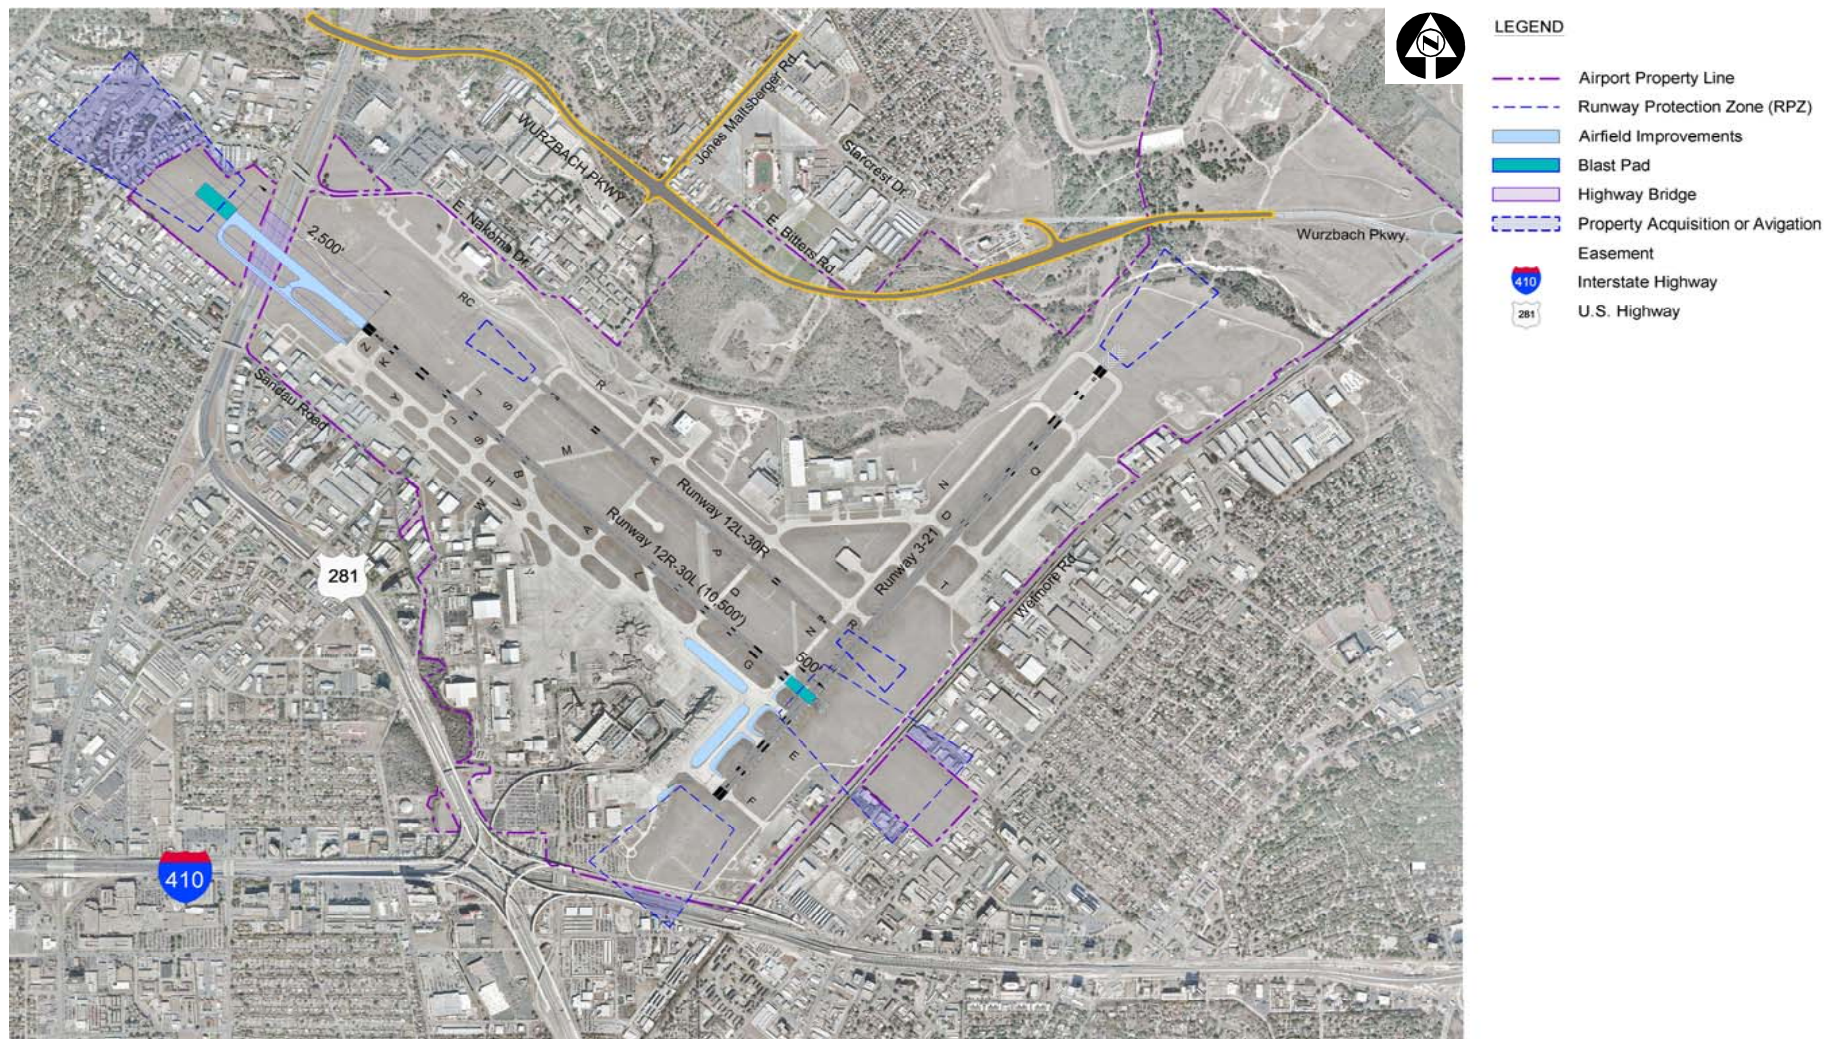 N
LEGEND
Airport Property Line
Runway Protection Zone (RPZ)
Airfield Improvements
Blast Pad
Highway Bridge
Property Acquisition or Avigation
Easement
410
Interstate Highway
281
U.S. Highway
Jones Maltsberger Rd
WURZBACH PKWY
Starcrest Dr
E. Nakoma Dr.
E. Bitters Rd
Wurzbach Pkwy.
2,500'
RC
Sandau Road
Z
K
Y
J
J
S
S
R
M
A
B
H
V
W
A
L
Runway 12L-30R
Runway 12R-30L (10,500')
Runway 3-21
P
D
N
D
Q
T
N
R
G
500'
E
F
Wetmore Rd
281
410